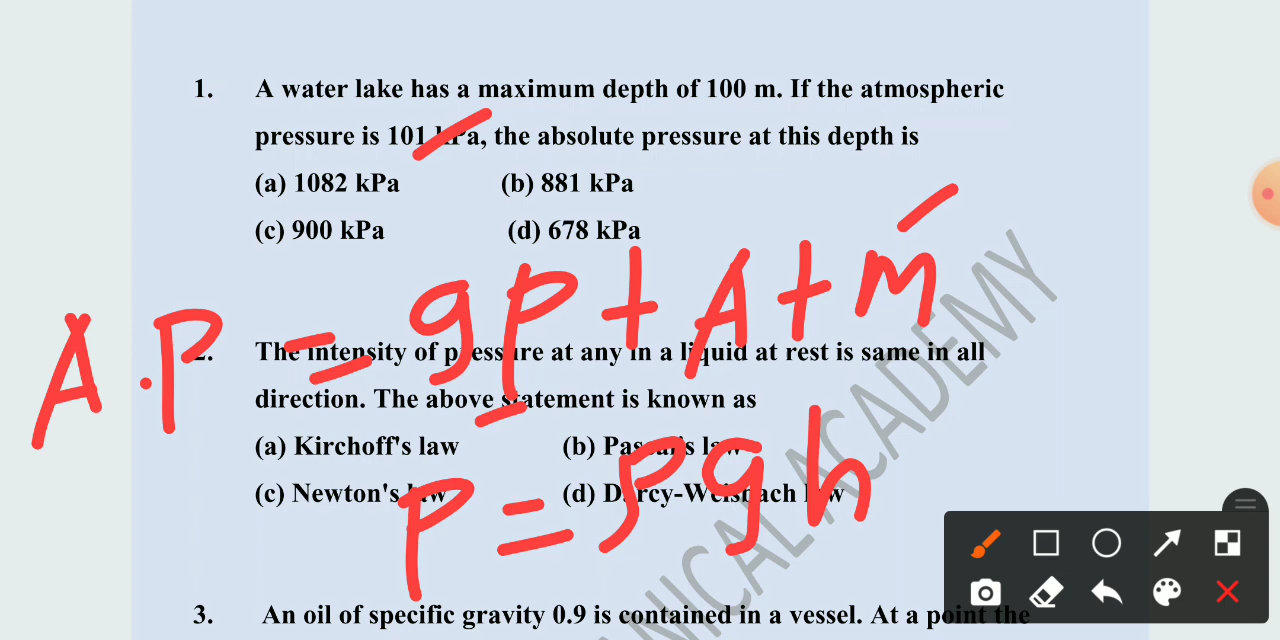 1. A water lake has a maximum depth of 100 m. If the atmospheric
pressure is 101 kPa, the absolute pressure at this depth is
(a) 1082 kPa (b) 881 kPa
(c) 900 kPa (d) 678 kPa
A.P = gp + Atm
2. The intensity of pressure at any in a liquid at rest is same in all
direction. The above statement is known as
(a) Kirchoff's law (b) Pascal's law
(c) Newton's law (d) Darcy-Weisbach law
P = ρgh
3. An oil of specific gravity 0.9 is contained in a vessel. At a point the
NICAL ACADEMY